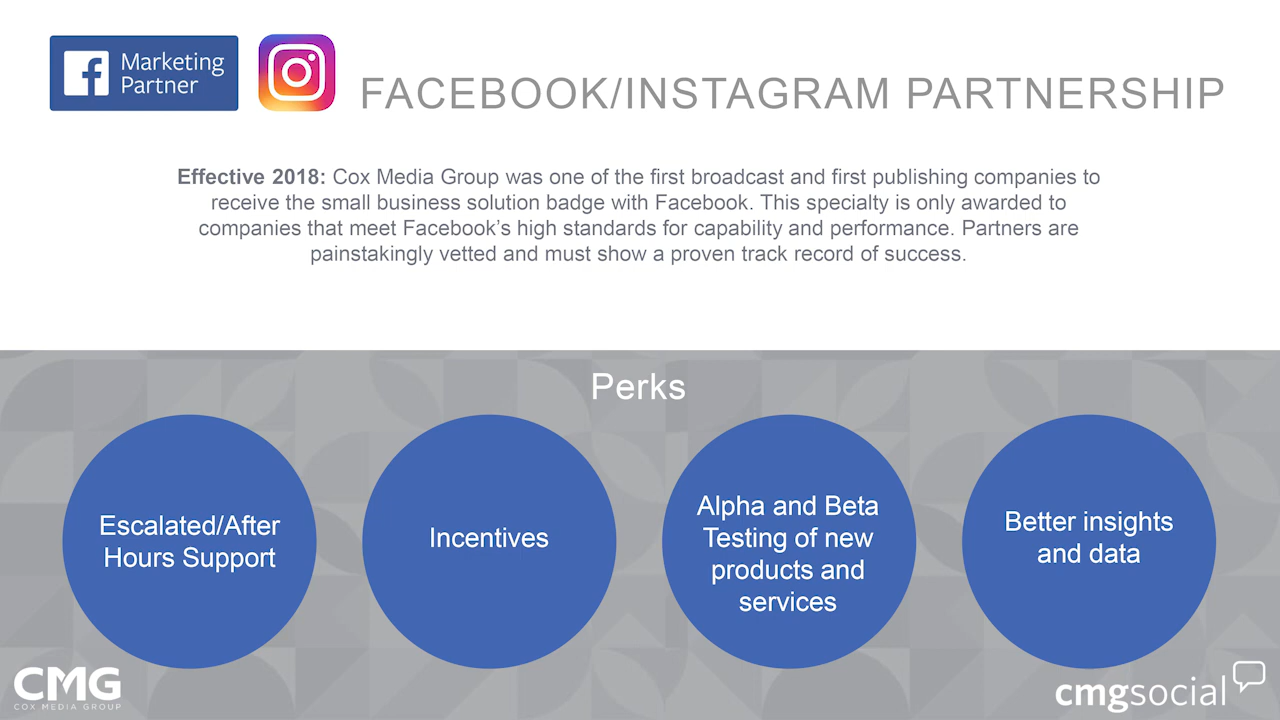 Marketing
Partner
FACEBOOK/INSTAGRAM PARTNERSHIP
Effective 2018: Cox Media Group was one of the first broadcast and first publishing companies to
receive the small business solution badge with Facebook. This specialty is only awarded to
companies that meet Facebook’s high standards for capability and performance. Partners are
painstakingly vetted and must show a proven track record of success.
Perks
Escalated/After
Hours Support
Incentives
Alpha and Beta
Testing of new
products and
services
Better insights
and data
CMG
COX MEDIA GROUP
cmgsocial